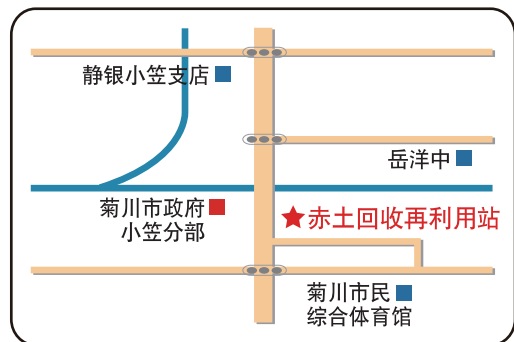 静银小笠支店
岳洋中
菊川市政府
小笠分部
赤土回收再利用站
菊川市民
综合体育馆